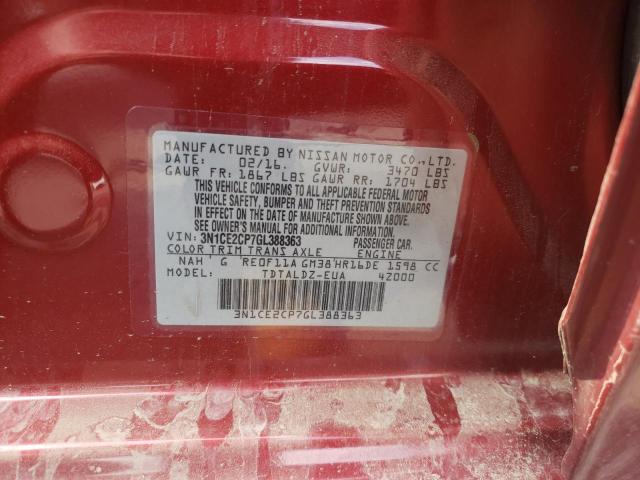 MANUFACTURED BY NISSAN MOTOR CO., LTD.
DATE: 02/16. GVWR: 3470 LBS
GAWR FR: 1867 LBS GAWR RR: 1704 LBS
THIS VEHICLE CONFORMS TO ALL APPLICABLE FEDERAL MOTOR
VEHICLE SAFETY, BUMPER AND THEFT PREVENTION STANDARDS
IN EFFECT ON THE DATE OF MANUFACTURE SHOWN ABOVE.
SEE OWNER'S MANUAL FOR ADDITIONAL INFORMATION.
VIN: 3N1CE2CP7GL388363 PASSENGER CAR.
COLOR TRIM TRANS AXLE ENGINE
NAH G RE0F11A GM38 HR16DE 1598 CC
MODEL: TDTALDZ-EUA 42000
3N1CE2CP7GL388363